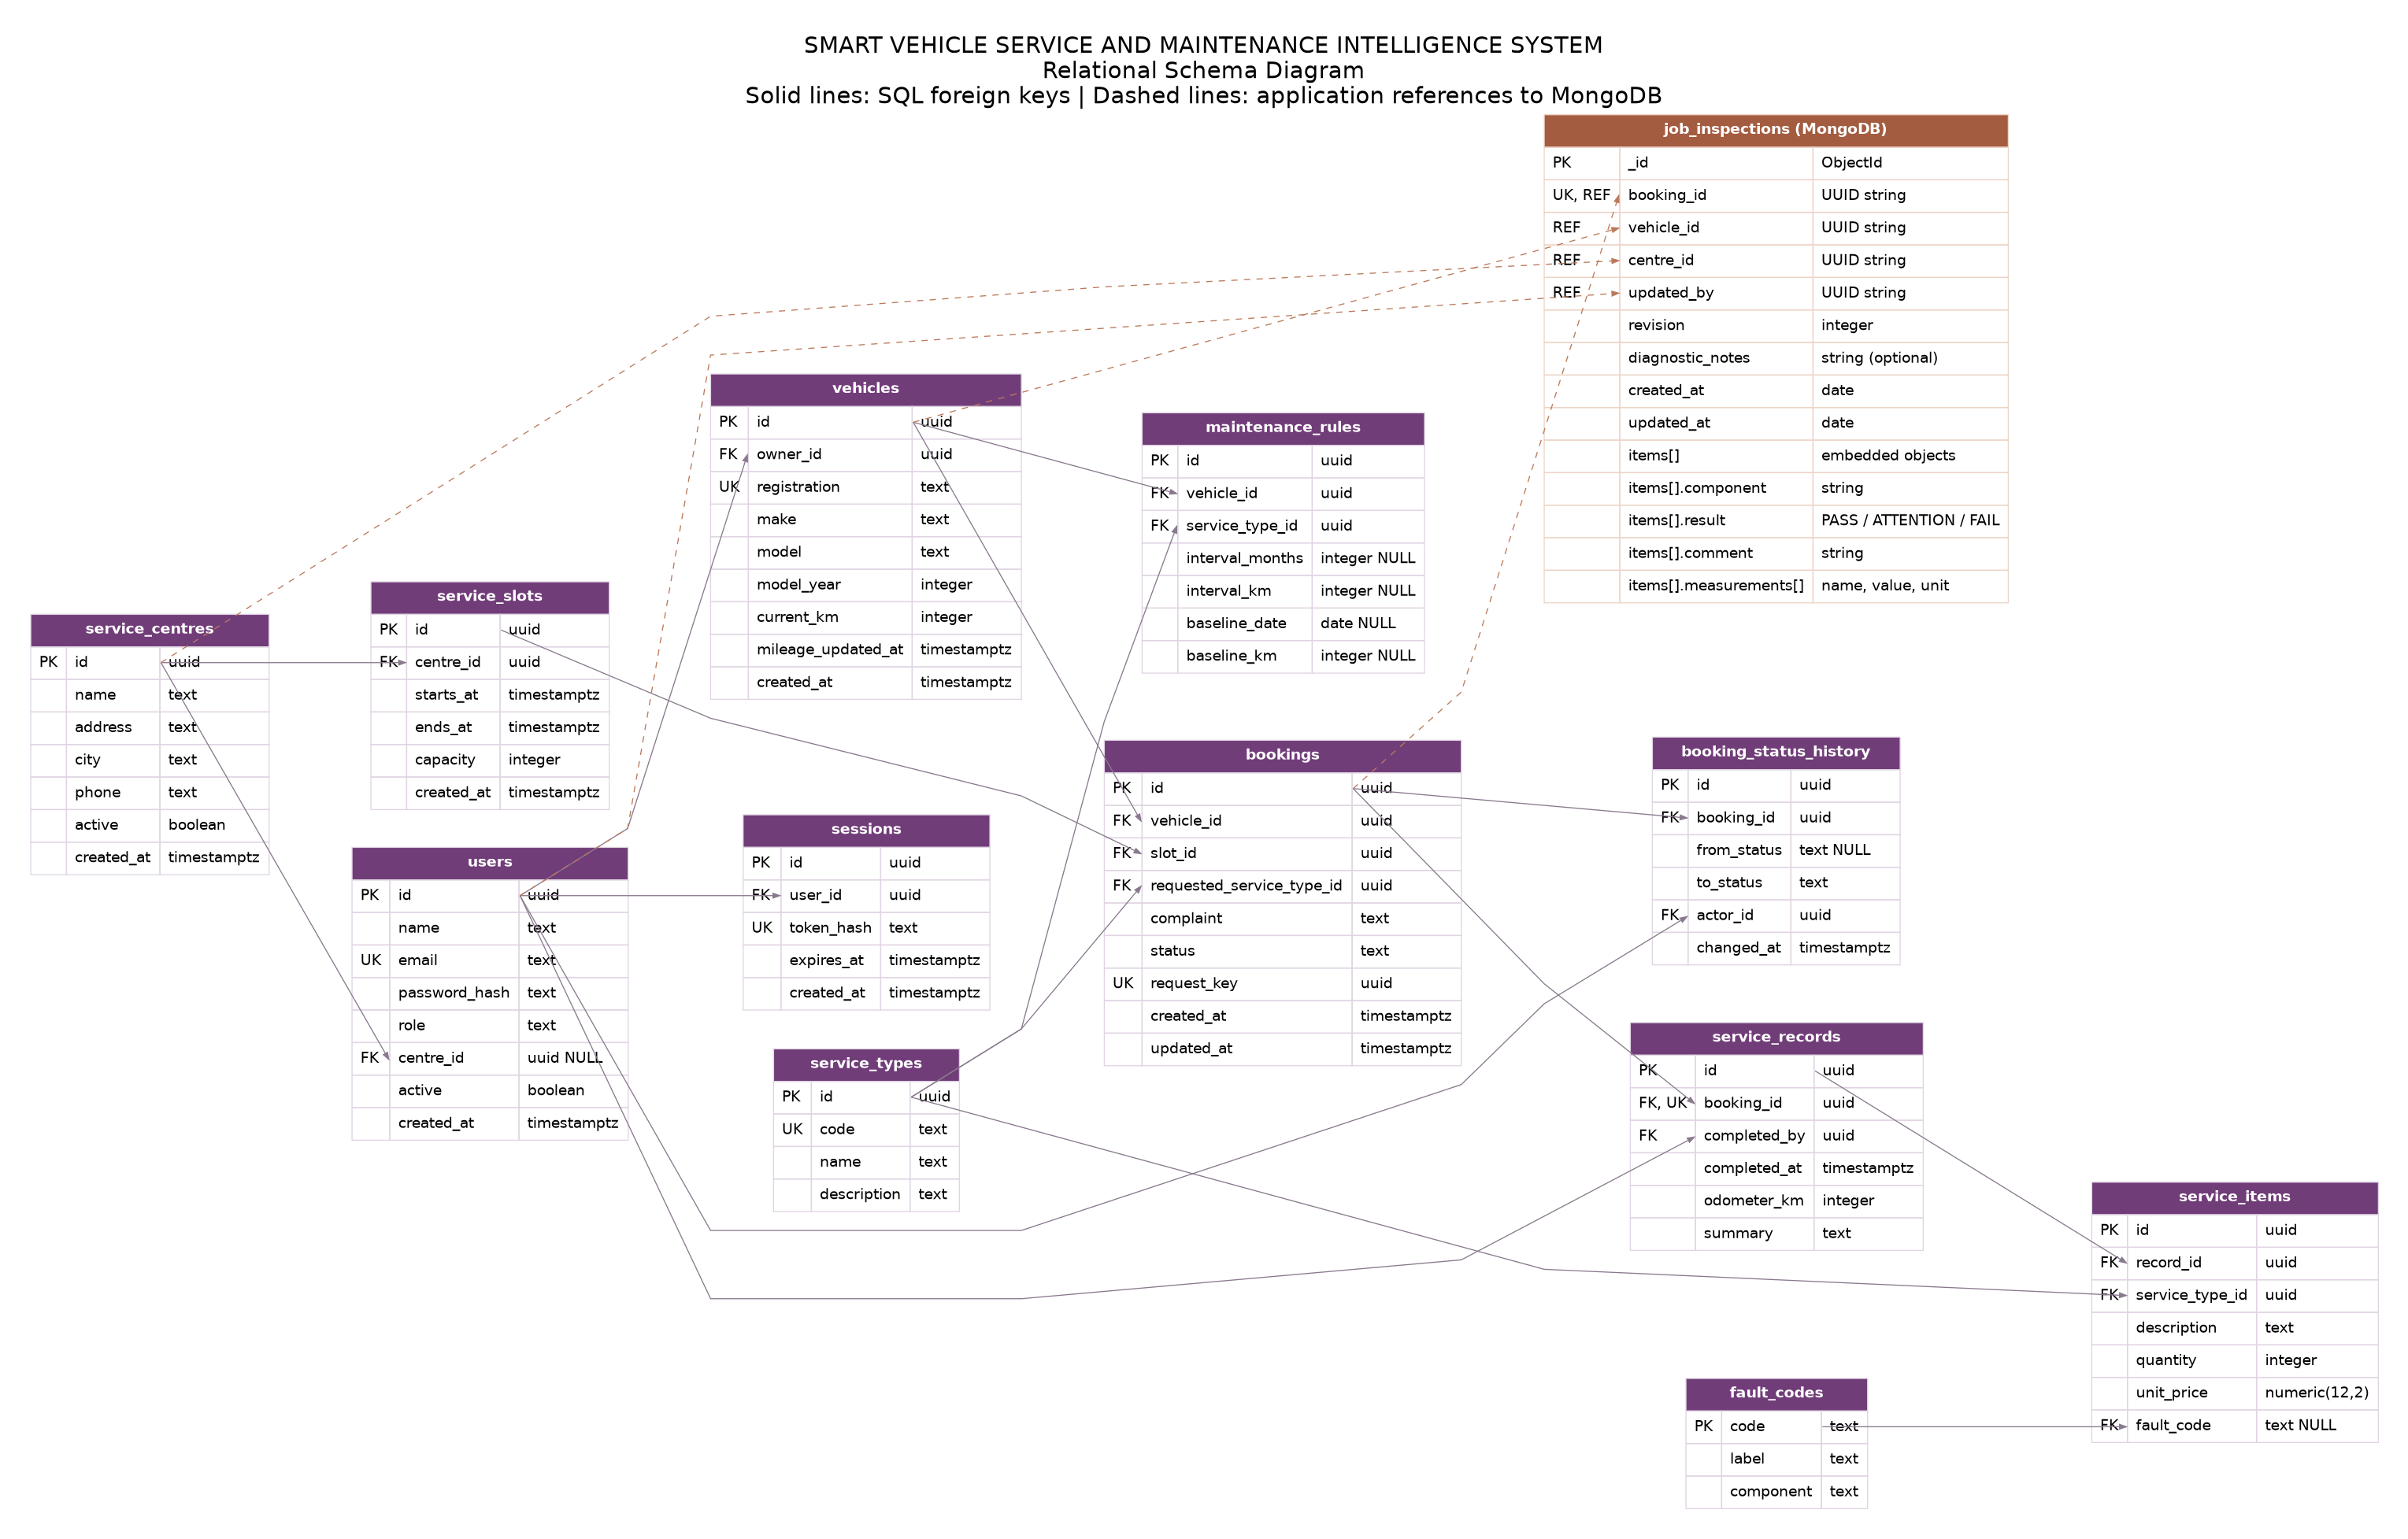 SMART VEHICLE SERVICE AND MAINTENANCE INTELLIGENCE SYSTEM
Relational Schema Diagram
Solid lines: SQL foreign keys | Dashed lines: application references to MongoDB
job_inspections (MongoDB)
PK _id ObjectId
UK, REF booking_id UUID string
REF vehicle_id UUID string
REF centre_id UUID string
REF updated_by UUID string
revision integer
diagnostic_notes string (optional)
created_at date
updated_at date
items[] embedded objects
items[].component string
items[].result PASS / ATTENTION / FAIL
items[].comment string
items[].measurements[] name, value, unit
vehicles
PK id uuid
FK owner_id uuid
UK registration text
make text
model text
model_year integer
current_km integer
mileage_updated_at timestamptz
created_at timestamptz
maintenance_rules
PK id uuid
FK vehicle_id uuid
FK service_type_id uuid
interval_months integer NULL
interval_km integer NULL
baseline_date date NULL
baseline_km integer NULL
service_slots
PK id uuid
FK centre_id uuid
starts_at timestamptz
ends_at timestamptz
capacity integer
created_at timestamptz
service_centres
PK id uuid
name text
address text
city text
phone text
active boolean
created_at timestamptz
users
PK id uuid
name text
UK email text
password_hash text
role text
FK centre_id uuid NULL
active boolean
created_at timestamptz
sessions
PK id uuid
FK user_id uuid
UK token_hash text
expires_at timestamptz
created_at timestamptz
bookings
PK id uuid
FK vehicle_id uuid
FK slot_id uuid
FK requested_service_type_id uuid
complaint text
status text
UK request_key uuid
created_at timestamptz
updated_at timestamptz
booking_status_history
PK id uuid
FK booking_id uuid
from_status text NULL
to_status text
FK actor_id uuid
changed_at timestamptz
service_types
PK id uuid
UK code text
name text
description text
service_records
PK id uuid
FK, UK booking_id uuid
FK completed_by uuid
completed_at timestamptz
odometer_km integer
summary text
service_items
PK id uuid
FK record_id uuid
FK service_type_id uuid
description text
quantity integer
unit_price numeric(12,2)
FK fault_code text NULL
fault_codes
PK code text
label text
component text